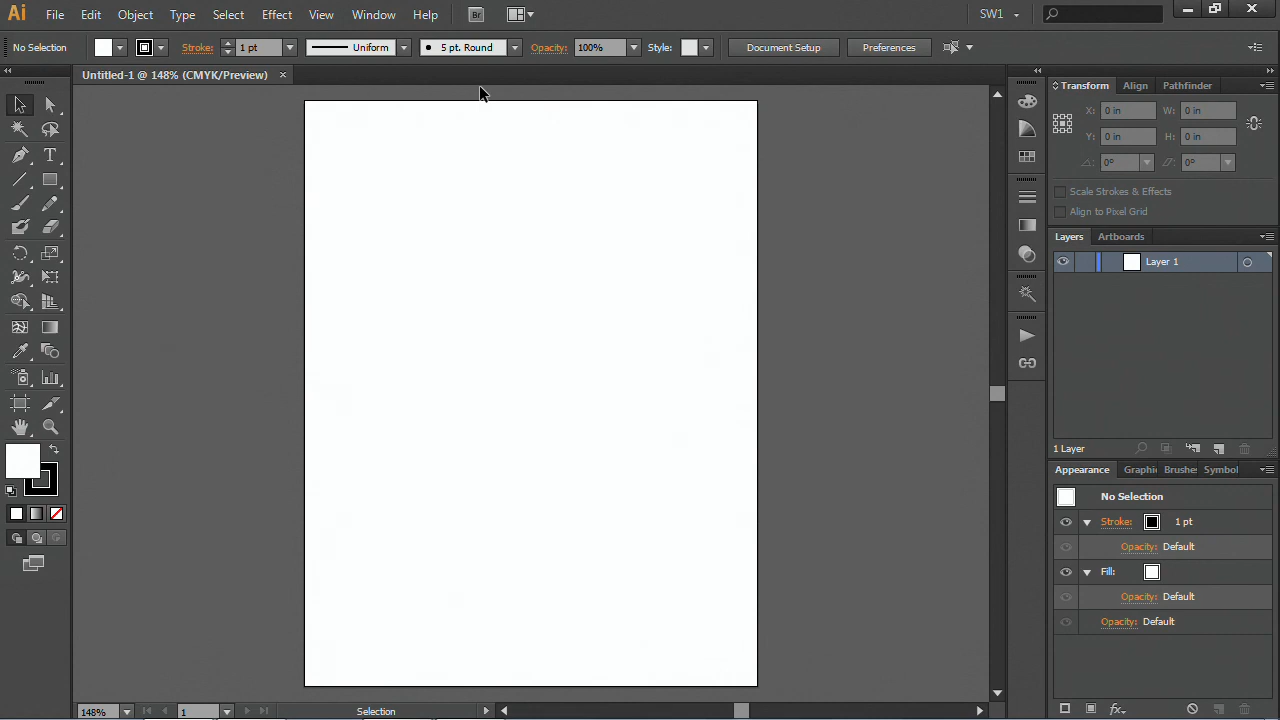 Ai File Edit Object Type Select Effect View Window Help Br SW1
No Selection Stroke: 1 pt Uniform 5 pt. Round Opacity: 100% Style: Document Setup Preferences
Untitled-1 @ 148% (CMYK/Preview)
Transform Align Pathfinder
X: 0 in W: 0 in
Y: 0 in H: 0 in
0° 0°
Scale Strokes & Effects
Align to Pixel Grid
Layers Artboards
Layer 1
1 Layer
Appearance Graphi Brushe Symbol
No Selection
Stroke: 1 pt
Opacity: Default
Fill:
Opacity: Default
Opacity: Default
fx
148% 1 Selection